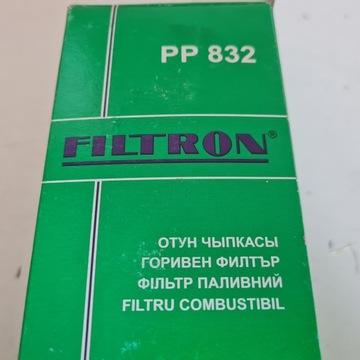 PP 832
FILTRON®
ОТУН ЧЫПКАСЫ
ГОРИВЕН ФИЛТЪР
ФІЛЬТР ПАЛИВНИЙ
FILTRU COMBUSTIBIL